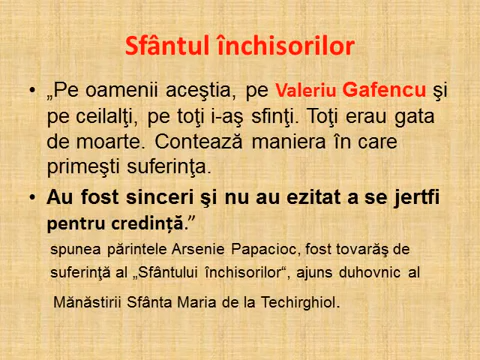 Sfântul închisorilor
• „Pe oamenii aceştia, pe Valeriu Gafencu şi
pe ceilalţi, pe toţi i-aş sfinţi. Toţi erau gata
de moarte. Contează maniera în care
primeşti suferinţa.
• Au fost sinceri şi nu au ezitat a se jertfi
pentru credință.”
spunea părintele Arsenie Papacioc, fost tovarăş de
suferinţă al „Sfântului închisorilor“, ajuns duhovnic al
Mănăstirii Sfânta Maria de la Techirghiol.